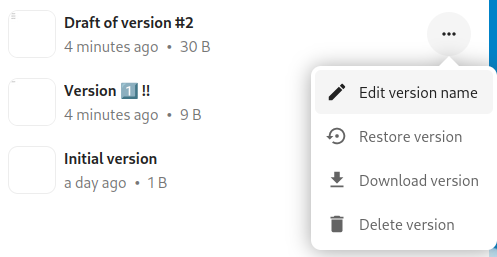 Draft of version #2
4 minutes ago • 30 B
Version 1️⃣ !!
4 minutes ago • 9 B
Initial version
a day ago • 1 B
Edit version name
Restore version
Download version
Delete version